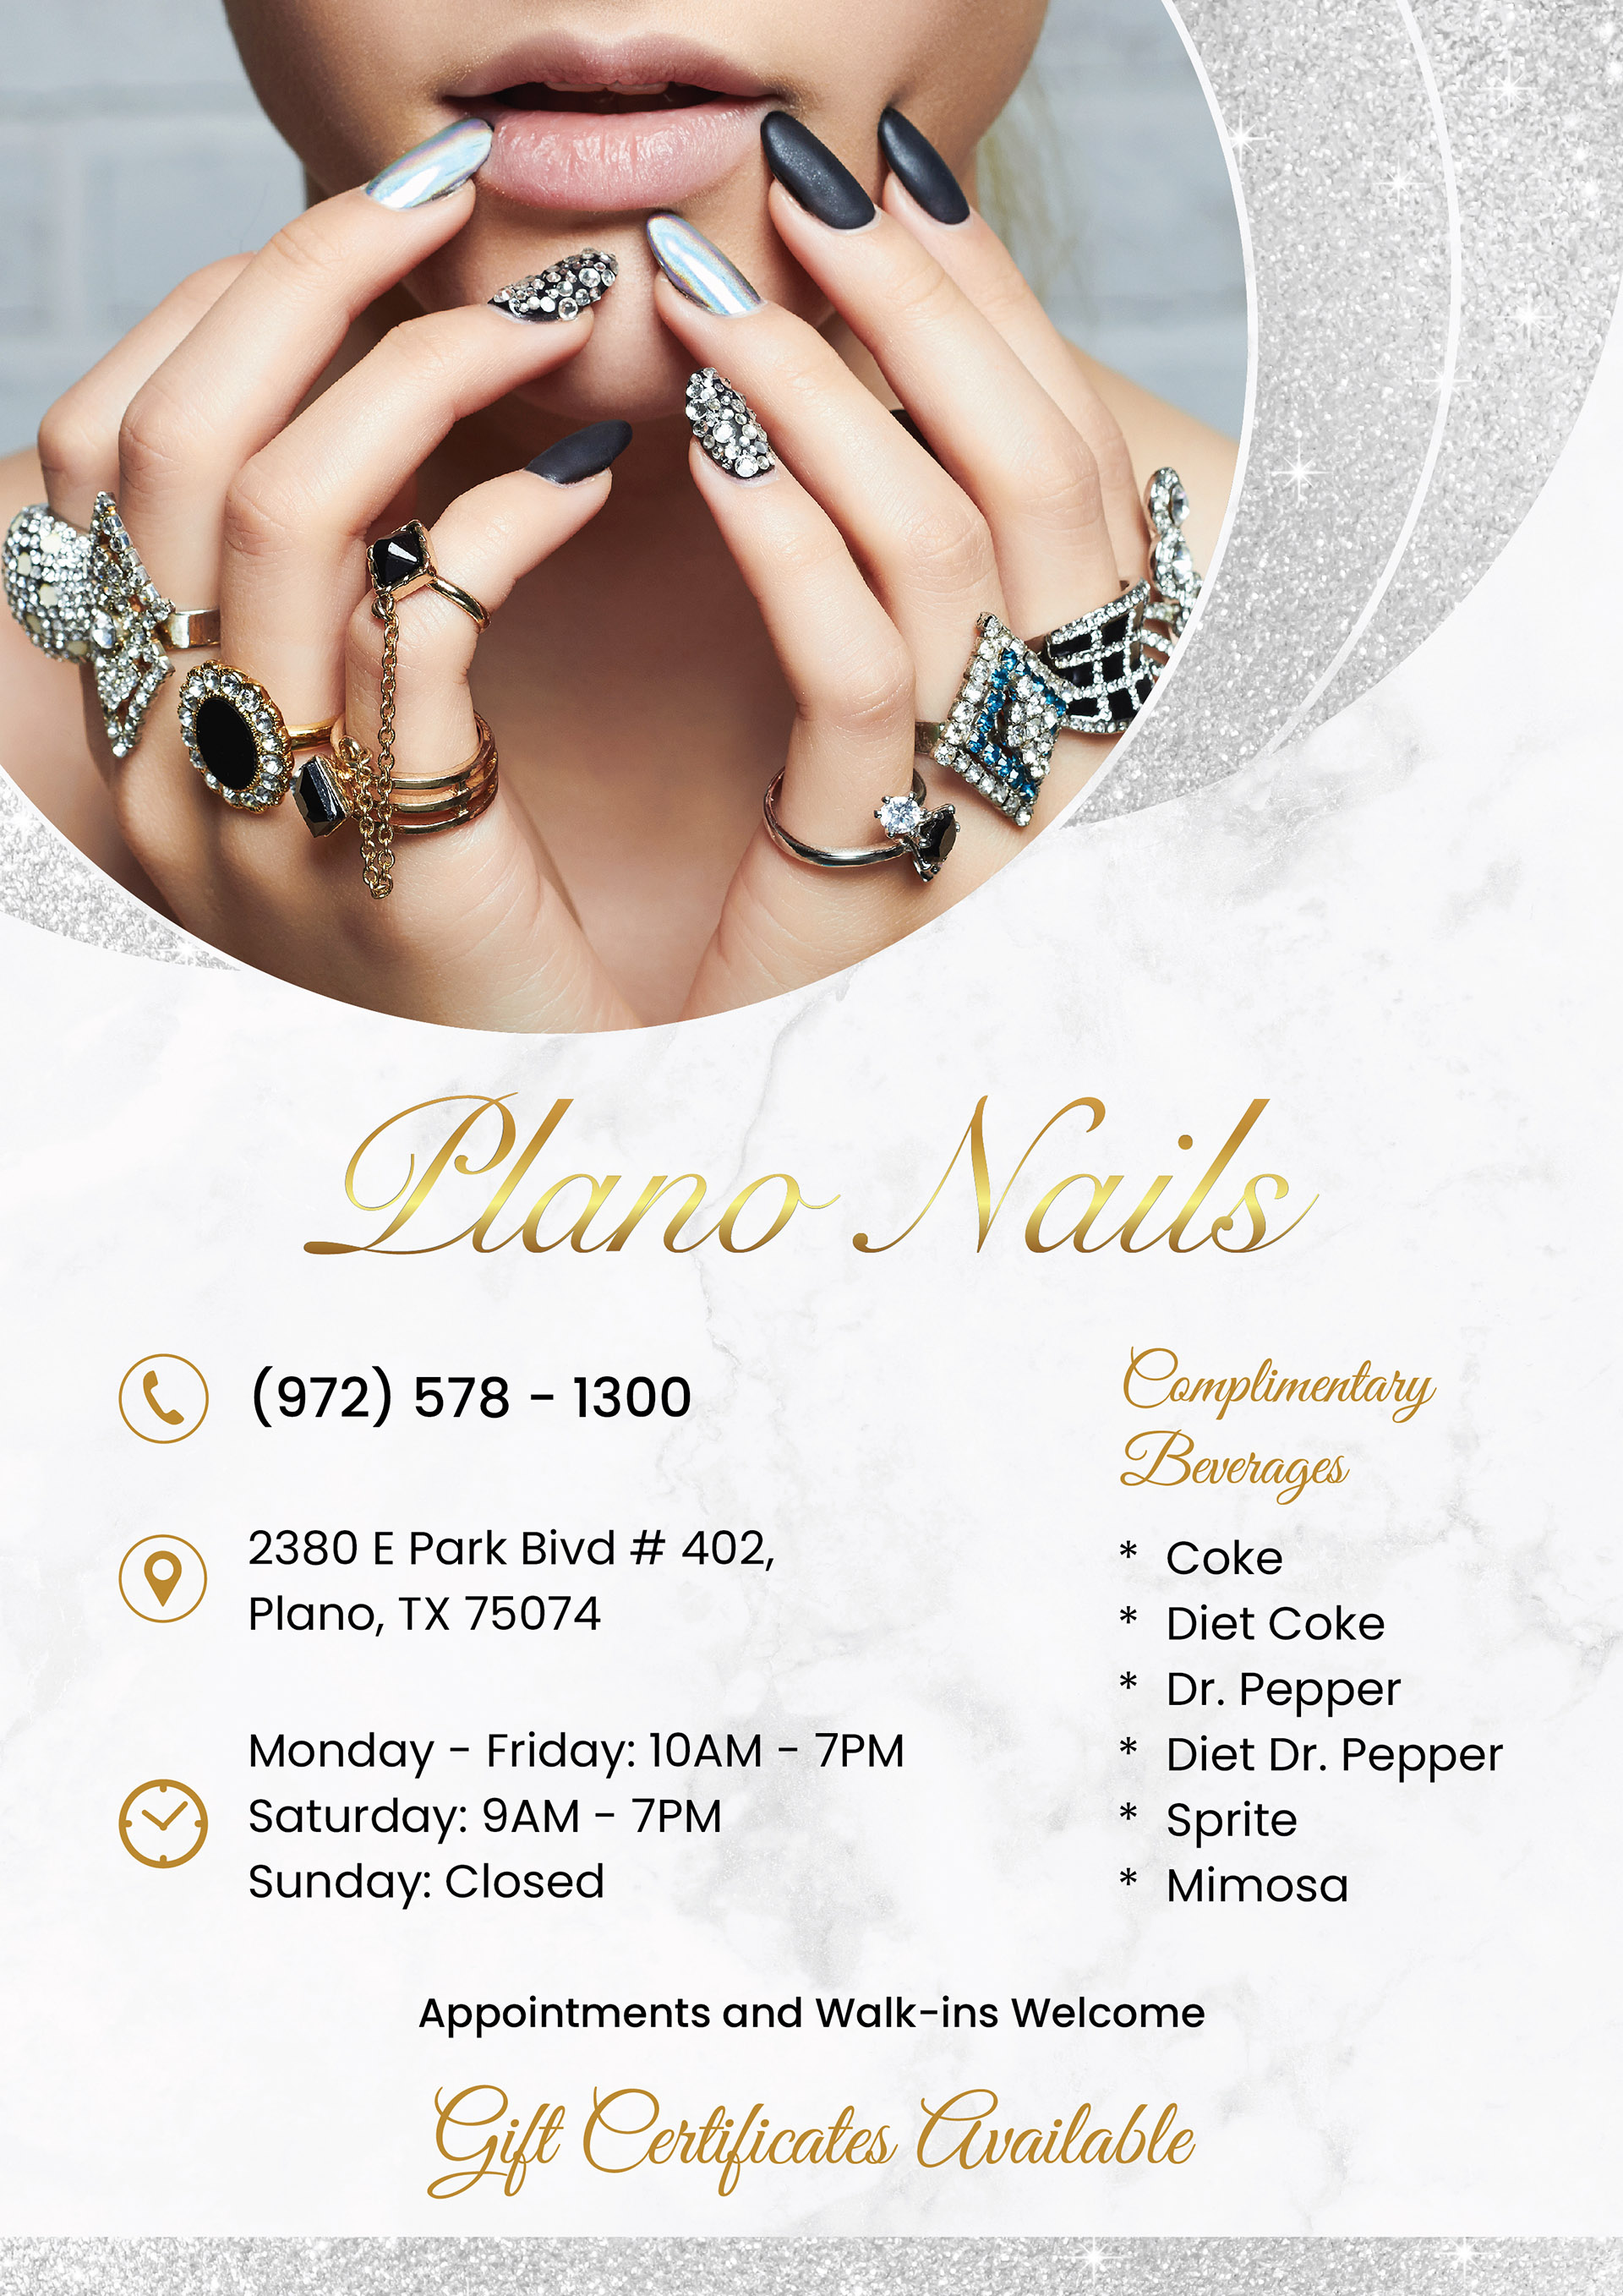 Plano Nails
(972) 578 - 1300
2380 E Park Bivd # 402,
Plano, TX 75074
Monday - Friday: 10AM - 7PM
Saturday: 9AM - 7PM
Sunday: Closed
Complimentary
Beverages
* Coke
* Diet Coke
* Dr. Pepper
* Diet Dr. Pepper
* Sprite
* Mimosa
Appointments and Walk-ins Welcome
Gift Certificates Available